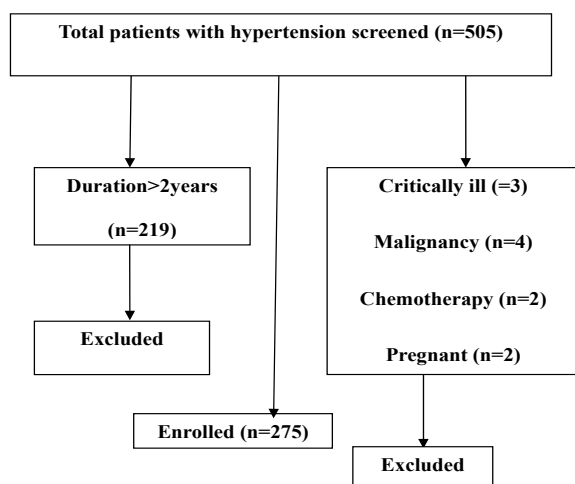 Total patients with hypertension screened (n=505)
Duration>2years
(n=219)
Excluded
Critically ill (=3)
Malignancy (n=4)
Chemotherapy (n=2)
Pregnant (n=2)
Enrolled (n=275)
Excluded